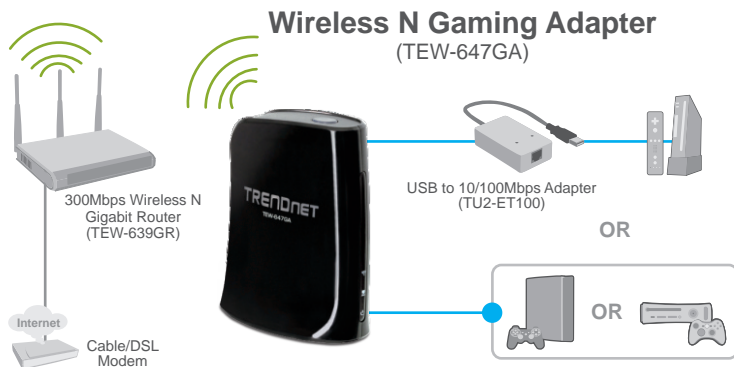 Wireless N Gaming Adapter
(TEW-647GA)
300Mbps Wireless N
Gigabit Router
(TEW-639GR)
TRENDNET
TEW-647GA
USB to 10/100Mbps Adapter
(TU2-ET100)
OR
OR
Internet
Cable/DSL
Modem